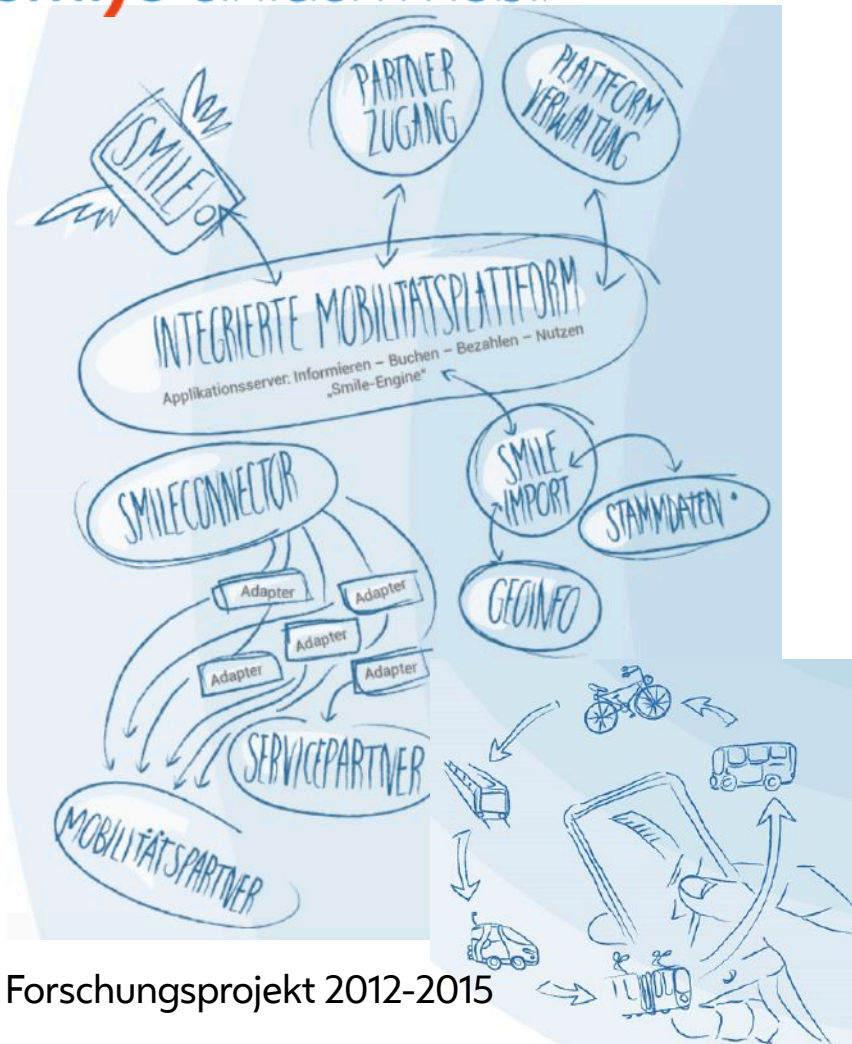 SMILE!
PARTNER
ZUGANG
PLATTFORM
VERWALTUNG
INTEGRIERTE MOBILITÄTSPLATTFORM
Applikationsserver: Informieren – Buchen – Bezahlen – Nutzen
„Smile-Engine“
SMILECONNECTOR
SMILE
IMPORT
STAMMDATEN
Adapter
Adapter
Adapter
Adapter
Adapter
GEOINFO
SERVICEPARTNER
MOBILITÄTSPARTNER
Forschungsprojekt 2012-2015